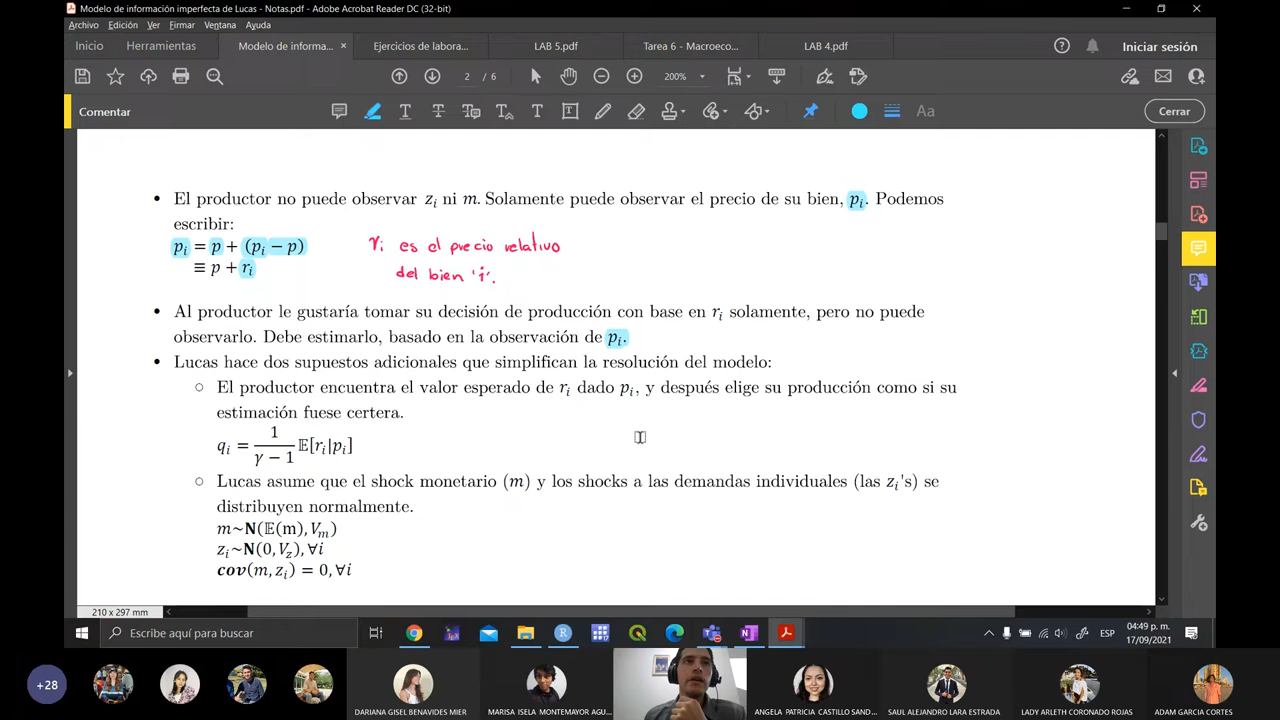 Modelo de información imperfecta de Lucas - Notas.pdf - Adobe Acrobat Reader DC (32-bit)
Archivo Edición Ver Firmar Ventana Ayuda
Inicio Herramientas Modelo de informa... × Ejercicios de labora... LAB 5.pdf Tarea 6 - Macroeco... LAB 4.pdf Iniciar sesión
2 / 6 200%
Comentar Aa Cerrar
• El productor no puede observar zᵢ ni m. Solamente puede observar el precio de su bien, pᵢ. Podemos
escribir:
pᵢ = p + (pᵢ − p)
≡ p + rᵢ
rᵢ es el precio relativo
del bien 'i'.
• Al productor le gustaría tomar su decisión de producción con base en rᵢ solamente, pero no puede
observarlo. Debe estimarlo, basado en la observación de pᵢ.
• Lucas hace dos supuestos adicionales que simplifican la resolución del modelo:
○ El productor encuentra el valor esperado de rᵢ dado pᵢ, y después elige su producción como si su
estimación fuese certera.
qᵢ = 1/(γ − 1) 𝔼[rᵢ|pᵢ]
○ Lucas asume que el shock monetario (m) y los shocks a las demandas individuales (las zᵢ's) se
distribuyen normalmente.
m~N(𝔼(m), Vₘ)
zᵢ~N(0, V_z), ∀i
cov(m, zᵢ) = 0, ∀i
210 x 297 mm
Escribe aquí para buscar
17
ESP
04:49 p. m.
17/09/2021
+28
DARIANA GISEL BENAVIDES MIER
MARISA ISELA MONTEMAYOR AGU...
ANGELA PATRICIA CASTILLO SAND...
SAUL ALEJANDRO LARA ESTRADA
LADY ARLETH CORONADO ROJAS
ADAM GARCIA CORTES